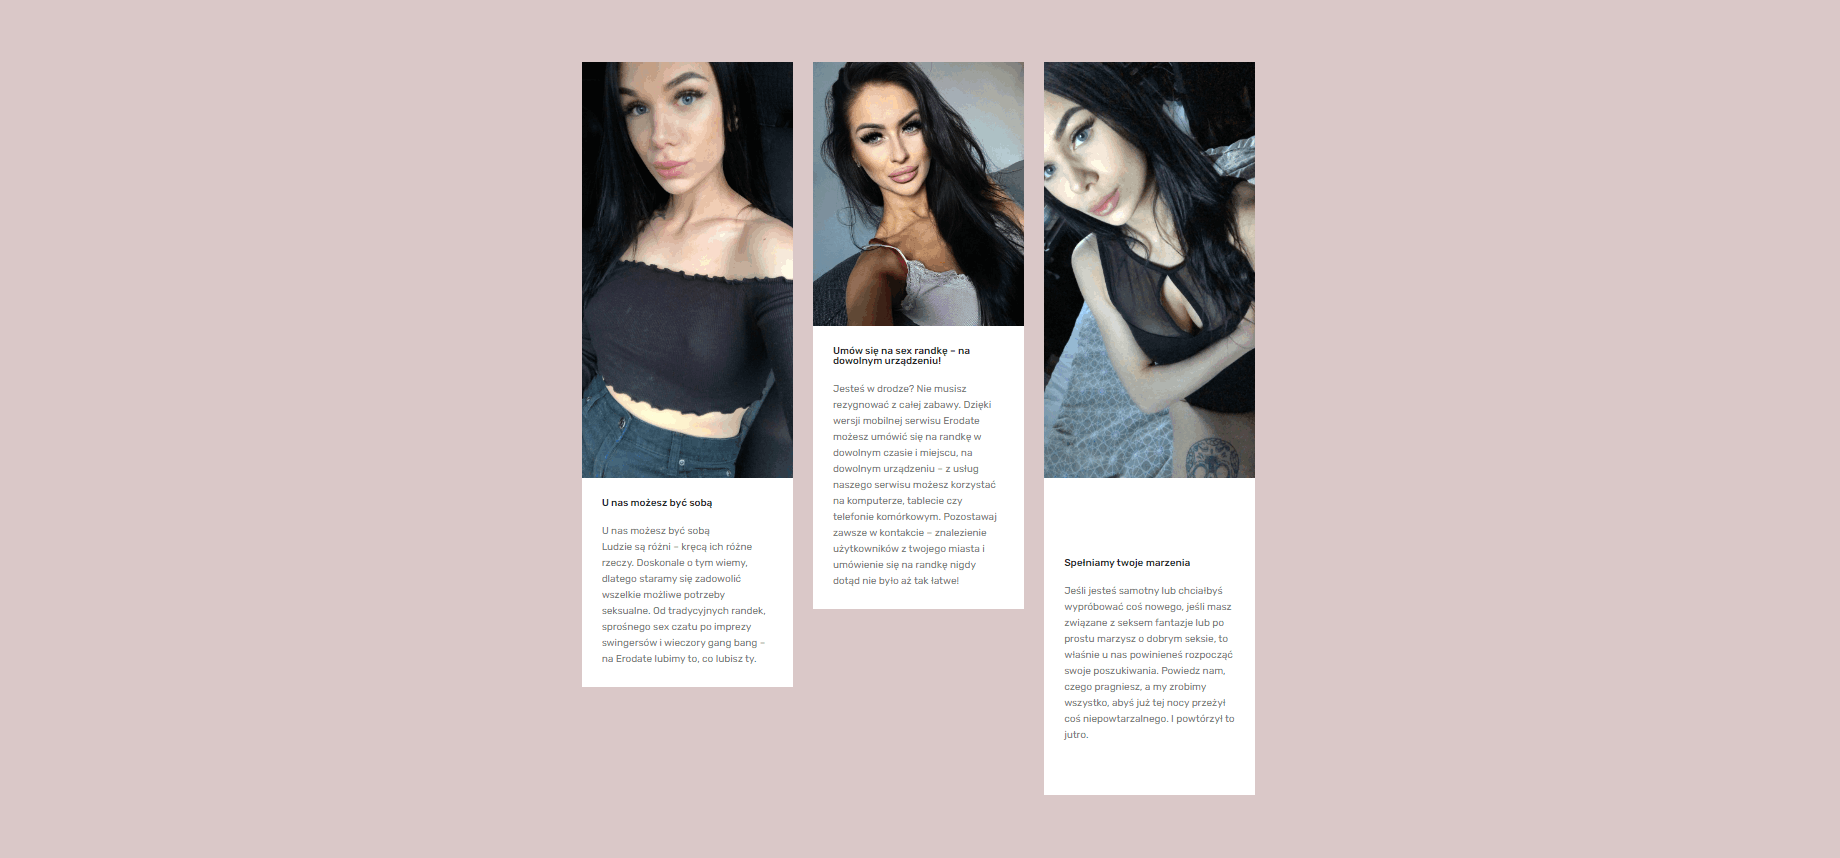 U nas możesz być sobą
U nas możesz być sobą
Ludzie są różni – kręcą ich różne
rzeczy. Doskonale o tym wiemy,
dlatego staramy się zadowolić
wszelkie możliwe potrzeby
seksualne. Od tradycyjnych randek,
sprośnego sex czatu po imprezy
swingersów i wieczory gang bang –
na Erodate lubimy to, co lubisz ty.
Umów się na sex randkę – na
dowolnym urządzeniu!
Jesteś w drodze? Nie musisz
rezygnować z całej zabawy. Dzięki
wersji mobilnej serwisu Erodate
możesz umówić się na randkę w
dowolnym czasie i miejscu, na
dowolnym urządzeniu – z usług
naszego serwisu możesz korzystać
na komputerze, tablecie czy
telefonie komórkowym. Pozostawaj
zawsze w kontakcie – znalezienie
użytkowników z twojego miasta i
umówienie się na randkę nigdy
dotąd nie było aż tak łatwe!
Spełniamy twoje marzenia
Jeśli jesteś samotny lub chciałbyś
wypróbować coś nowego, jeśli masz
związane z seksem fantazje lub po
prostu marzysz o dobrym seksie, to
właśnie u nas powinieneś rozpocząć
swoje poszukiwania. Powiedz nam,
czego pragniesz, a my zrobimy
wszystko, abyś już tej nocy przeżył
coś niepowtarzalnego. I powtórzył to
jutro.